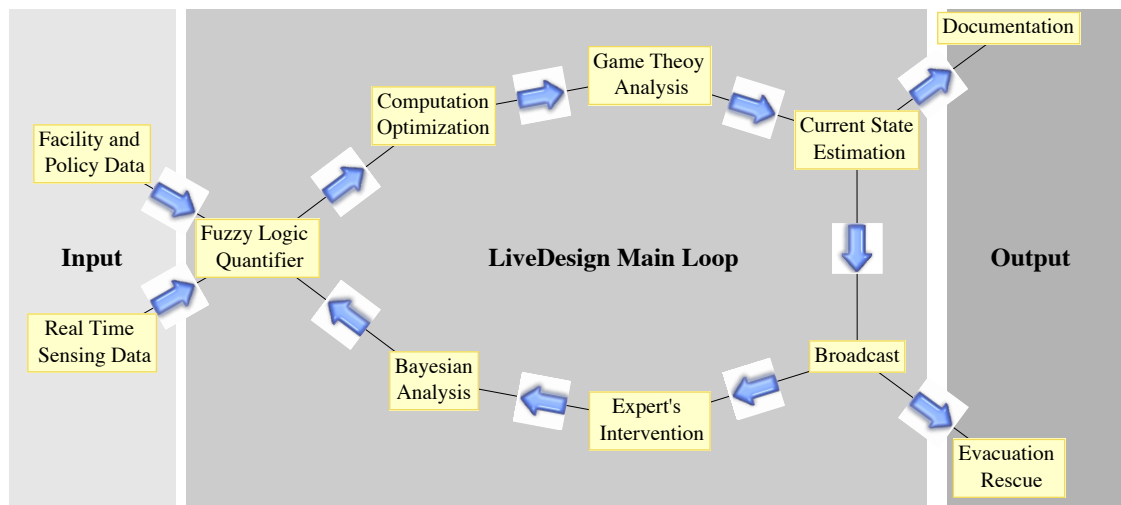 Facility and
Policy Data
Input
Real Time
Sensing Data
Fuzzy Logic
Quantifier
Computation
Optimization
Game Theoy
Analysis
Current State
Estimation
LiveDesign Main Loop
Broadcast
Expert's
Intervention
Bayesian
Analysis
Documentation
Output
Evacuation
Rescue